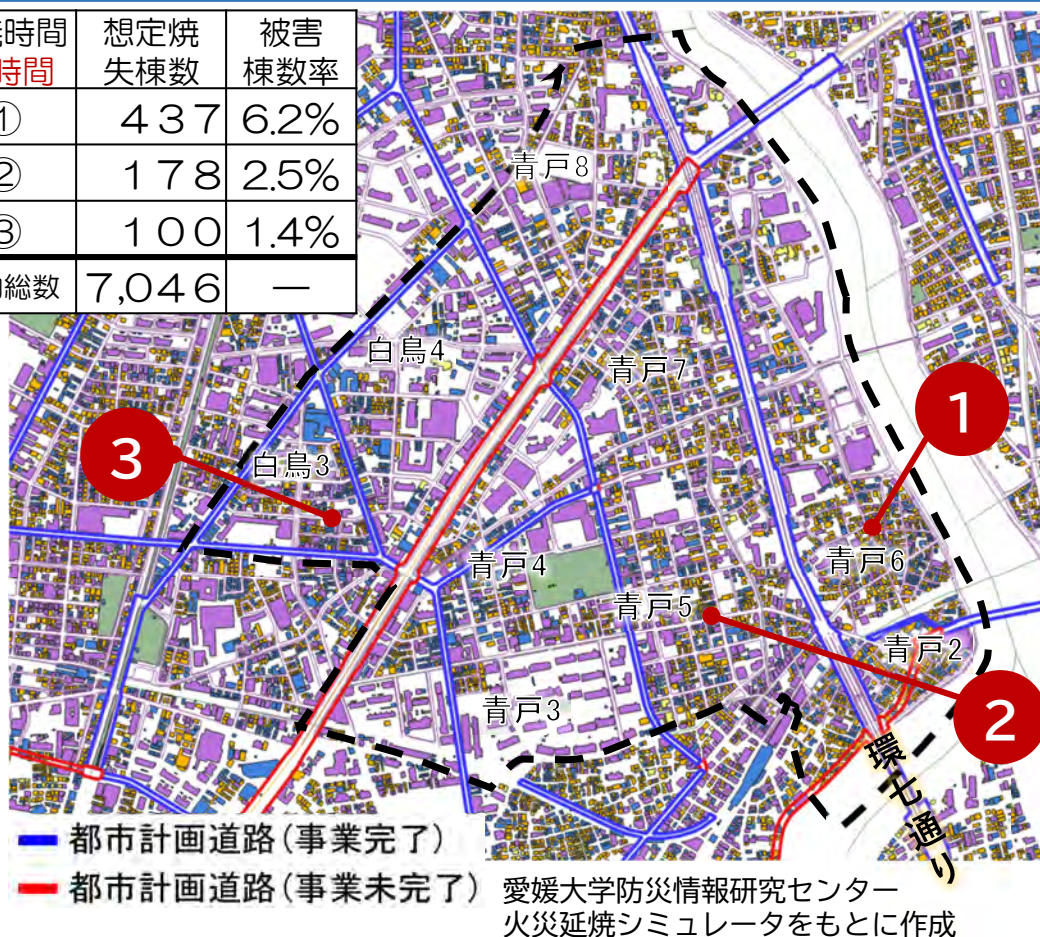 時間 想定焼 被害
時間 失棟数 棟数率
① 437 6.2%
② 178 2.5%
③ 100 1.4%
総数 7,046 ―
青戸8
白鳥4
青戸7
1
3
白鳥3
青戸4
青戸6
青戸5
青戸2
青戸3
2
環七通り
都市計画道路(事業完了)
都市計画道路(事業未完了)
愛媛大学防災情報研究センター
火災延焼シミュレータをもとに作成